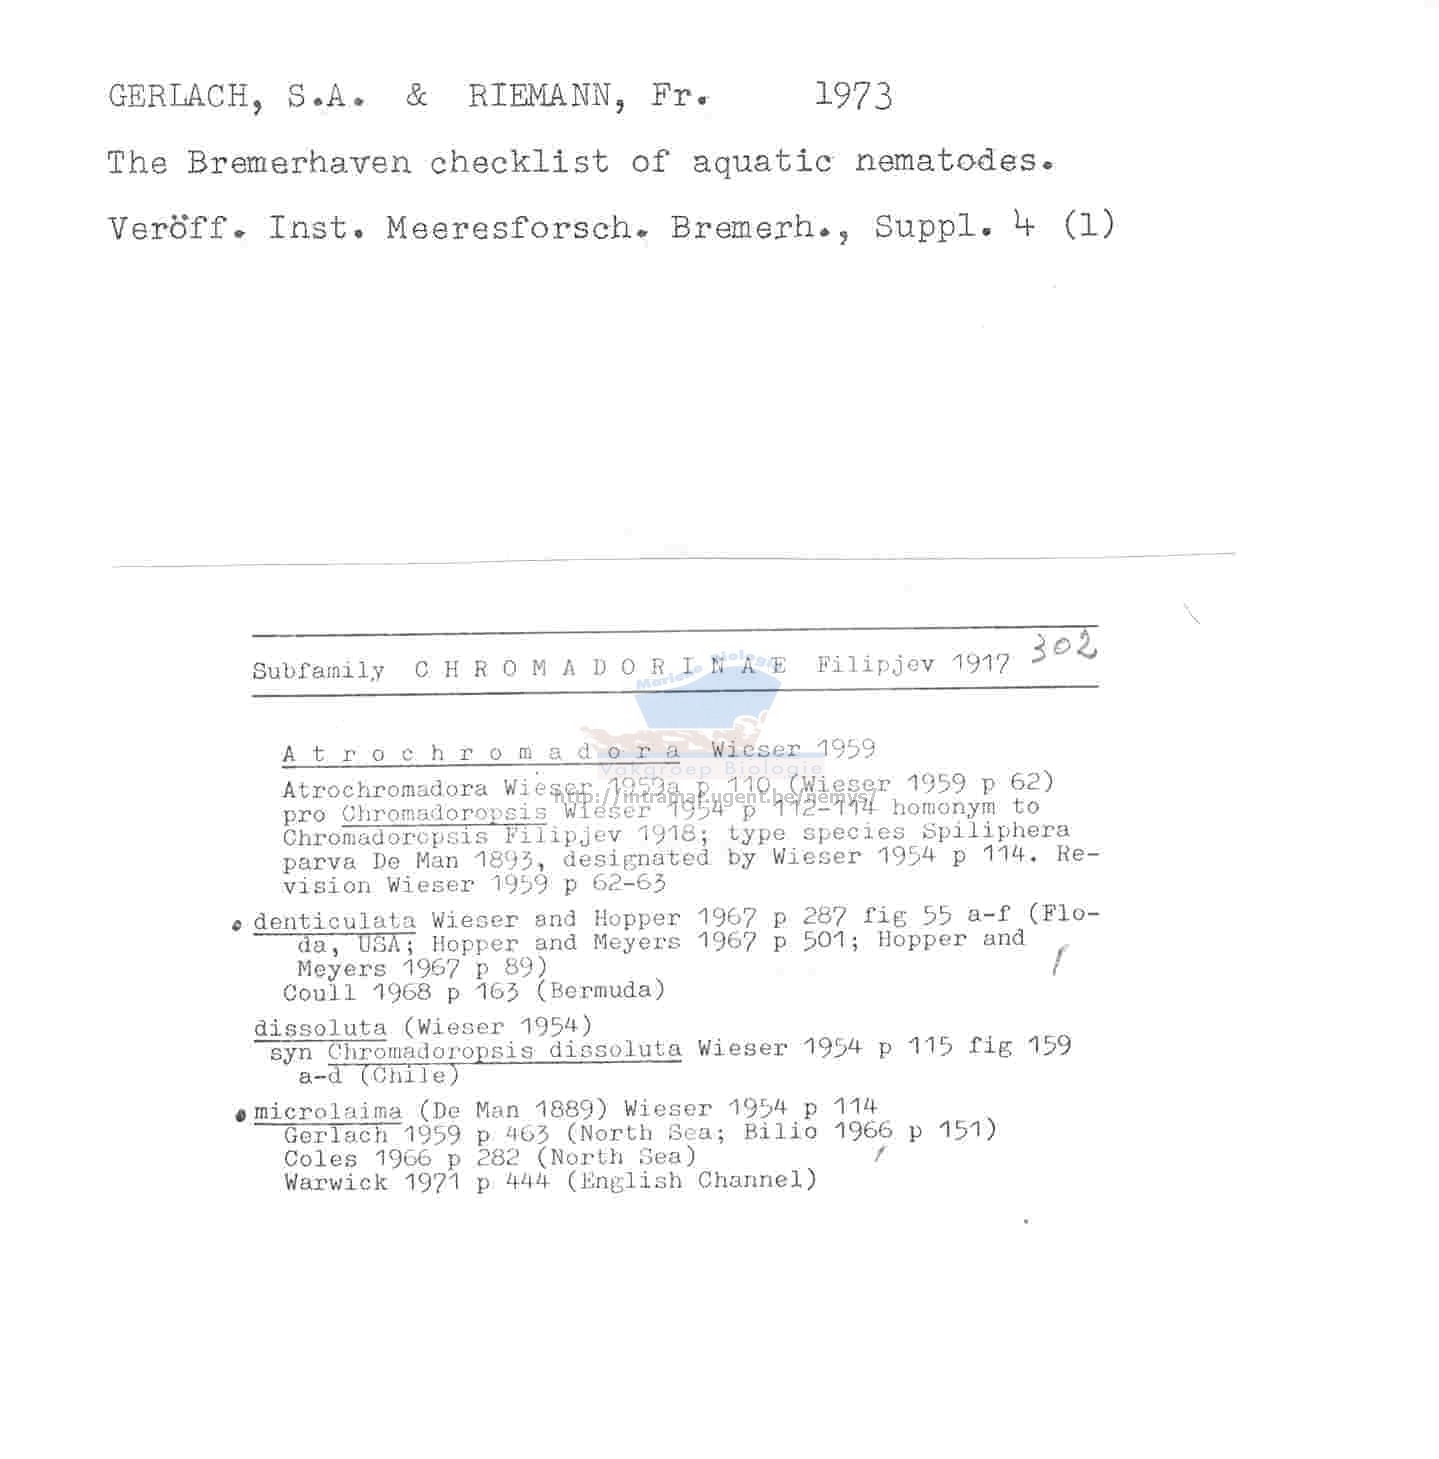 GERLACH, S.A. & RIEMANN, Fr. 1973
The Bremerhaven checklist of aquatic nematodes.
Veröff. Inst. Meeresforsch. Bremerh., Suppl. 4 (1)
302
Subfamily C H R O M A D O R I N A E Filipjev 1917
Marine Biologie
A t r o c h r o m a d o r a Wieser 1959
Vakgroep Biologie
Atrochromadora Wieser 1959a p 110 (Wieser 1959 p 62)
http://intramar.ugent.be/nemys/
pro Chromadoropsis Wieser 1954 p 112-114 homonym to
Chromadoropsis Filipjev 1918; type species Spiliphera
parva De Man 1893, designated by Wieser 1954 p 114. Re-
vision Wieser 1959 p 62-63
denticulata Wieser and Hopper 1967 p 287 fig 55 a-f (Flo-
da, USA; Hopper and Meyers 1967 p 501; Hopper and
Meyers 1967 p 89)
Coull 1968 p 163 (Bermuda)
dissoluta (Wieser 1954)
syn Chromadoropsis dissoluta Wieser 1954 p 115 fig 159
a-d (Chile)
microlaima (De Man 1889) Wieser 1954 p 114
Gerlach 1959 p 463 (North Sea; Bilio 1966 p 151)
Coles 1966 p 282 (North Sea)
Warwick 1971 p 444 (English Channel)